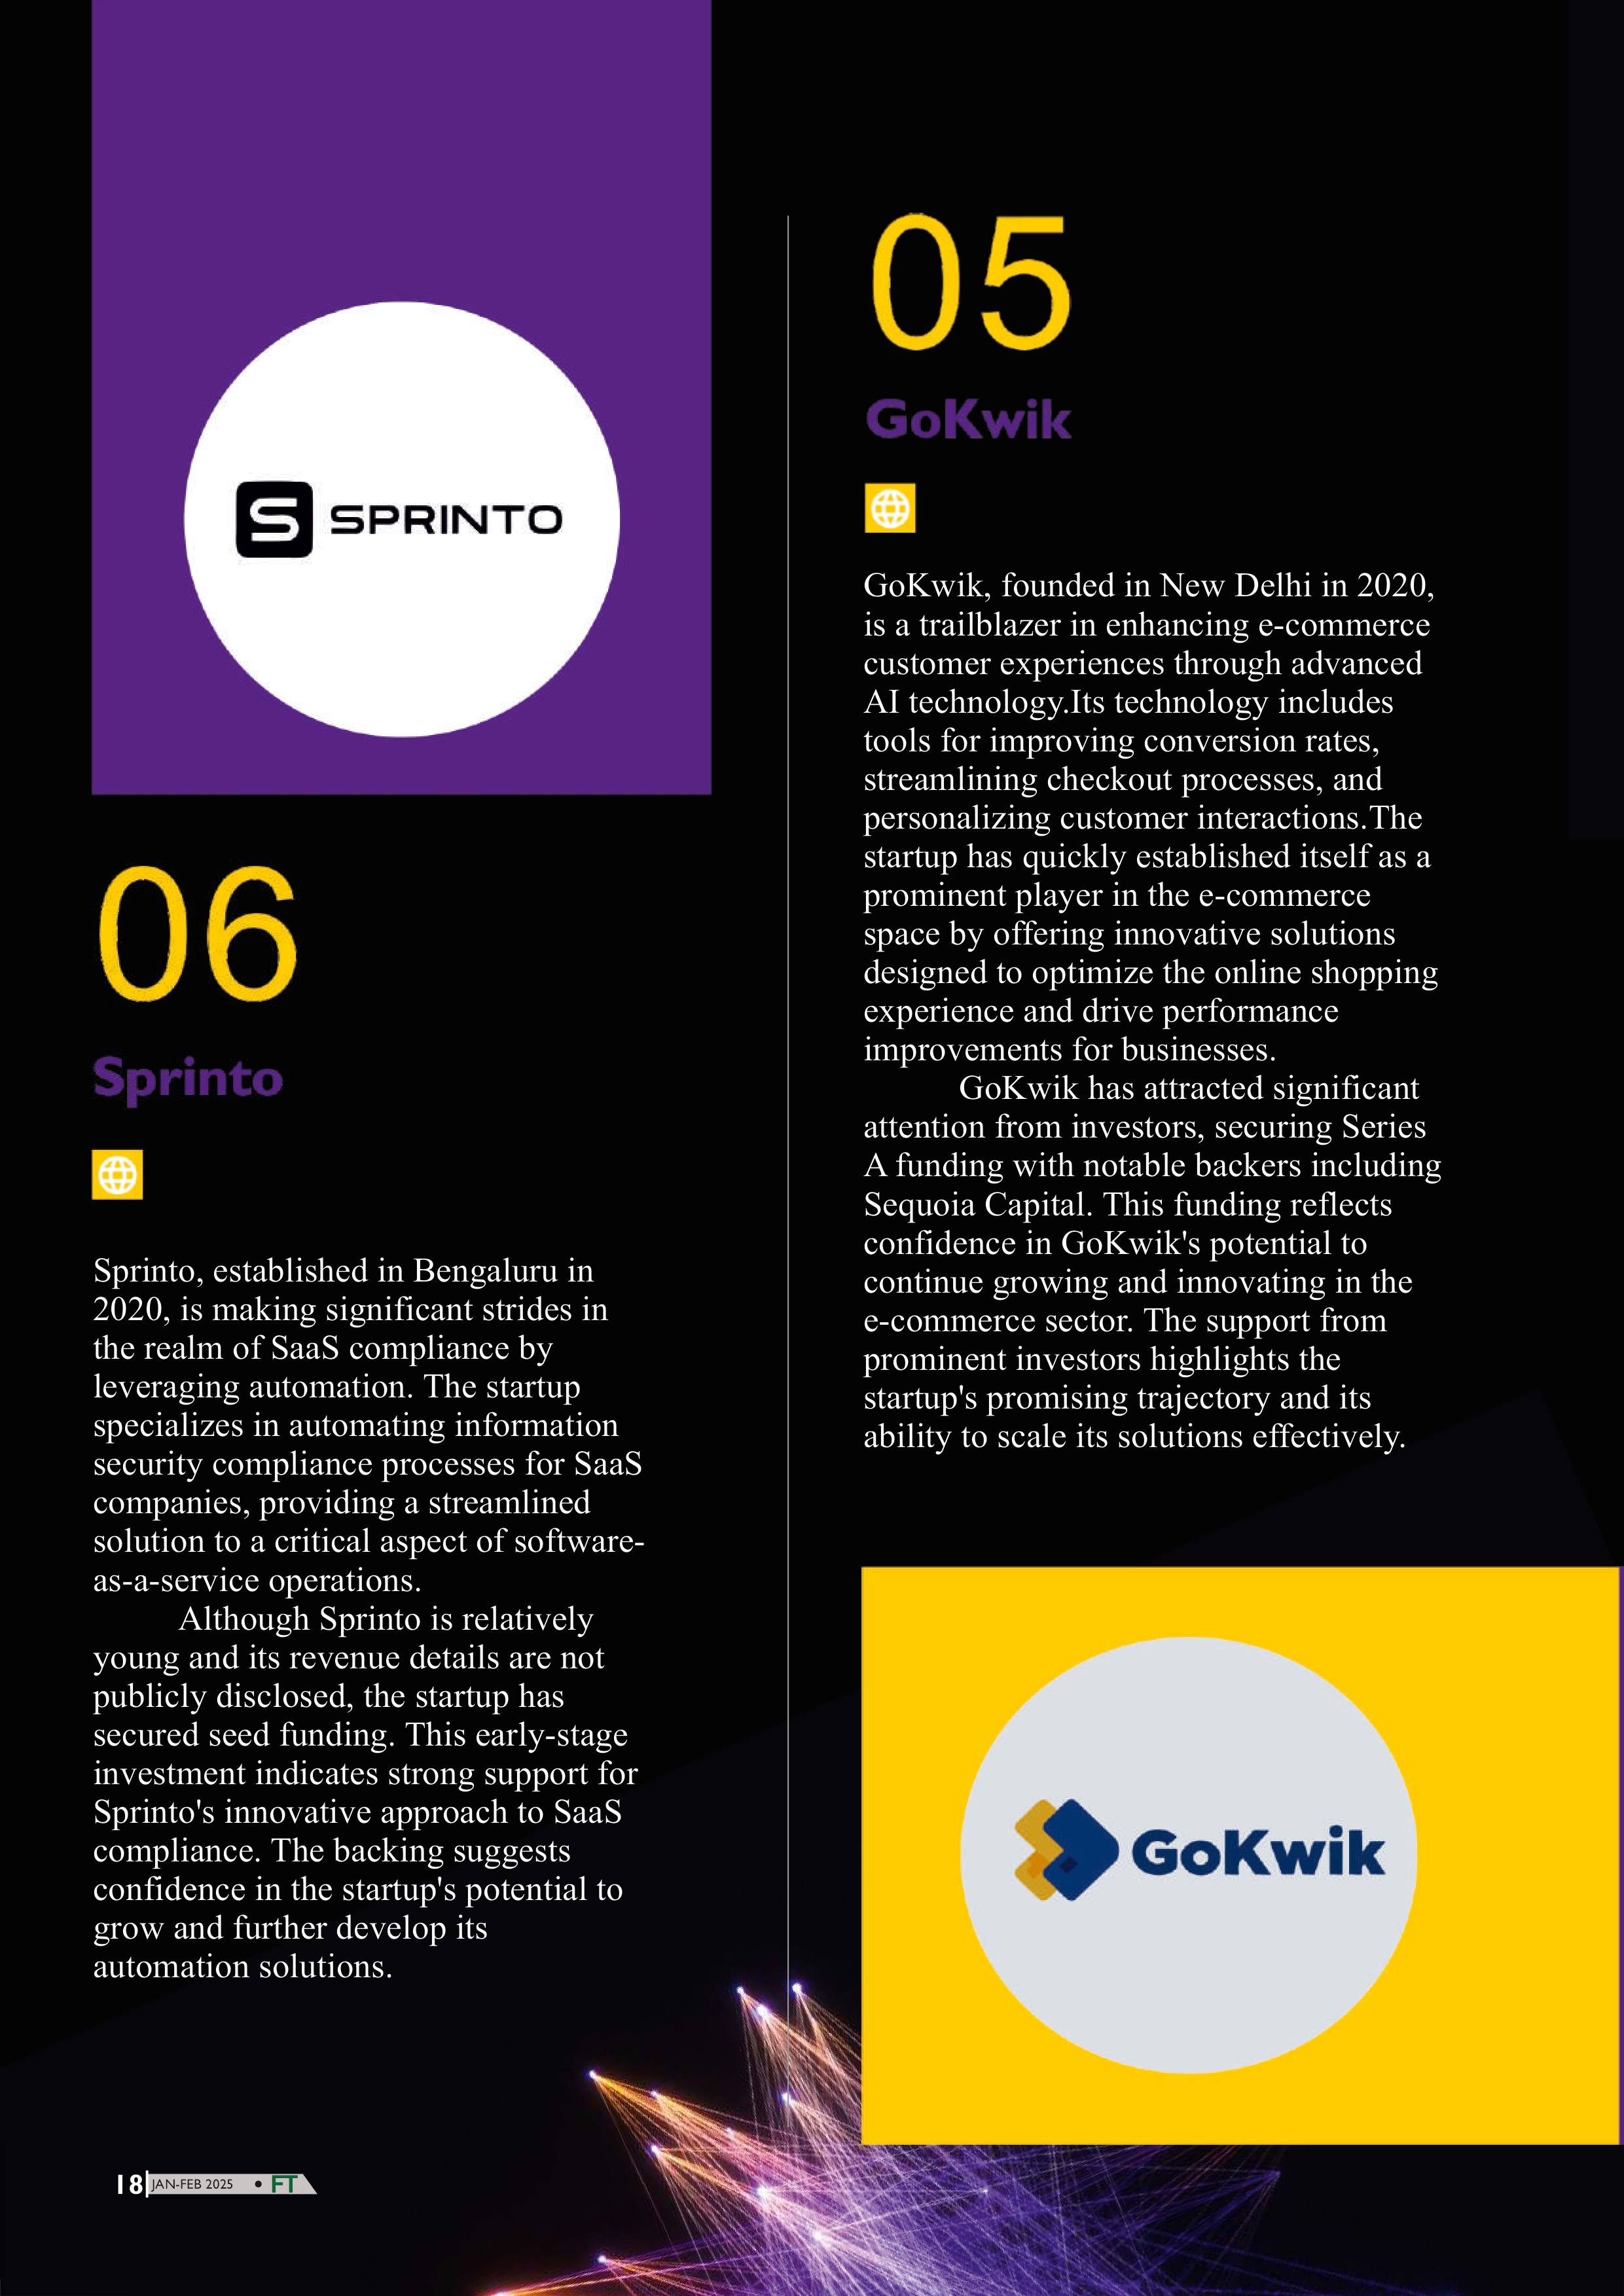 S SPRINTO
06
Sprinto
Sprinto, established in Bengaluru in
2020, is making significant strides in
the realm of SaaS compliance by
leveraging automation. The startup
specializes in automating information
security compliance processes for SaaS
companies, providing a streamlined
solution to a critical aspect of software-
as-a-service operations.
Although Sprinto is relatively
young and its revenue details are not
publicly disclosed, the startup has
secured seed funding. This early-stage
investment indicates strong support for
Sprinto's innovative approach to SaaS
compliance. The backing suggests
confidence in the startup's potential to
grow and further develop its
automation solutions.
05
GoKwik
GoKwik, founded in New Delhi in 2020,
is a trailblazer in enhancing e-commerce
customer experiences through advanced
AI technology.Its technology includes
tools for improving conversion rates,
streamlining checkout processes, and
personalizing customer interactions.The
startup has quickly established itself as a
prominent player in the e-commerce
space by offering innovative solutions
designed to optimize the online shopping
experience and drive performance
improvements for businesses.
GoKwik has attracted significant
attention from investors, securing Series
A funding with notable backers including
Sequoia Capital. This funding reflects
confidence in GoKwik's potential to
continue growing and innovating in the
e-commerce sector. The support from
prominent investors highlights the
startup's promising trajectory and its
ability to scale its solutions effectively.
GoKwik
18 JAN-FEB 2025 • FT